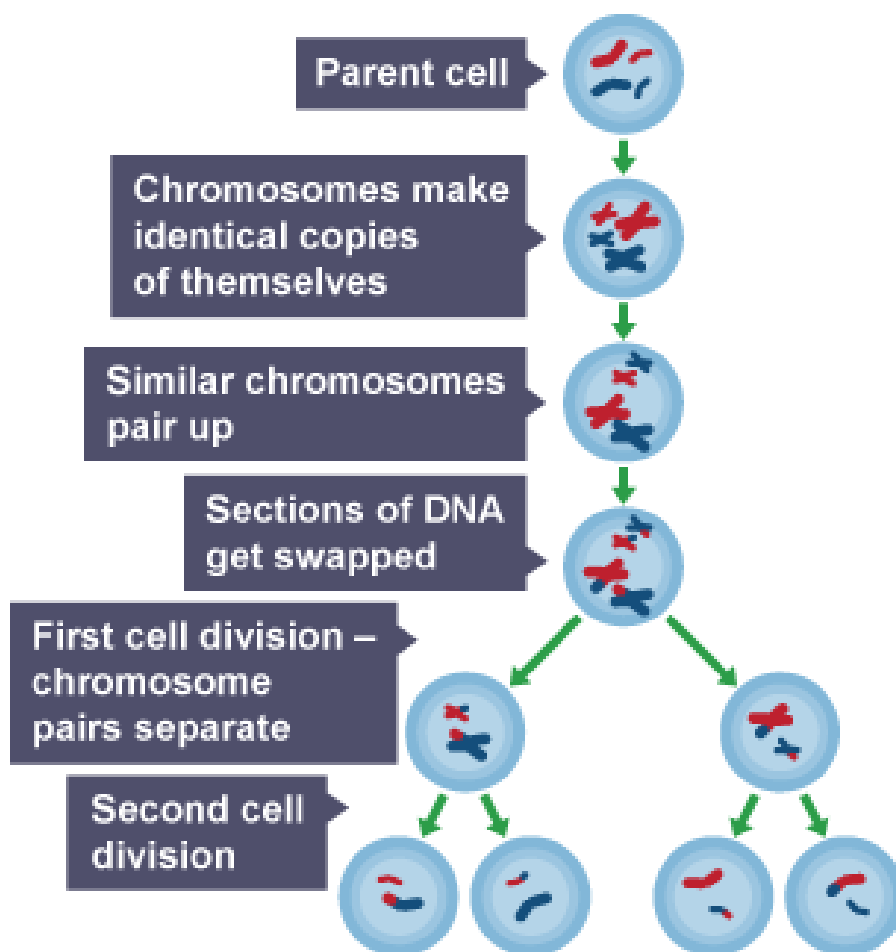 Parent cell
Chromosomes make
identical copies
of themselves
Similar chromosomes
pair up
Sections of DNA
get swapped
First cell division –
chromosome
pairs separate
Second cell
division